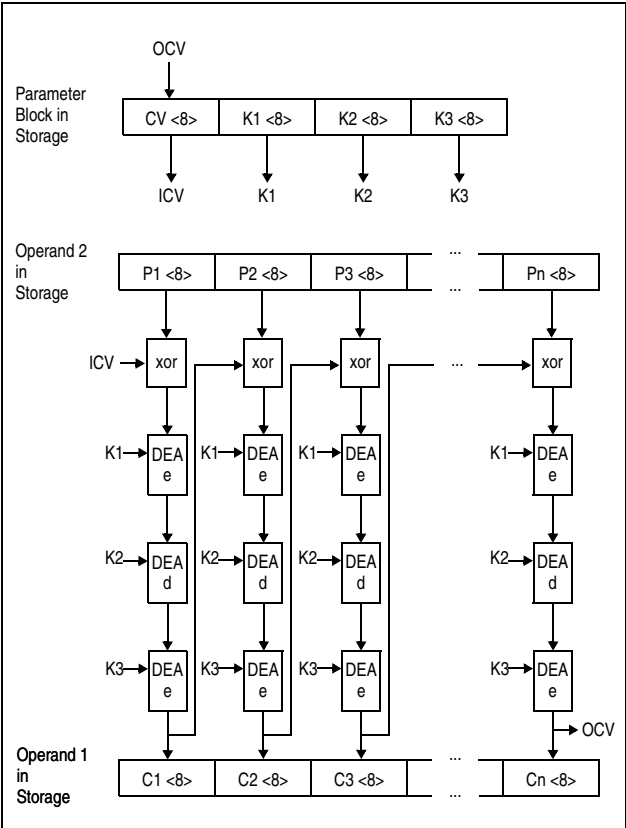 OCV
Parameter
Block in
Storage
CV <8> K1 <8> K2 <8> K3 <8>
ICV K1 K2 K3
Operand 2
in
Storage
...
P1 <8> P2 <8> P3 <8> Pn <8>
...
ICV xor xor xor ... xor
K1 DEA e K1 DEA e K1 DEA e K1 DEA e
K2 DEA d K2 DEA d K2 DEA d K2 DEA d
K3 DEA e K3 DEA e K3 DEA e K3 DEA e
OCV
Operand 1
in
Storage
...
C1 <8> C2 <8> C3 <8> Cn <8>
...